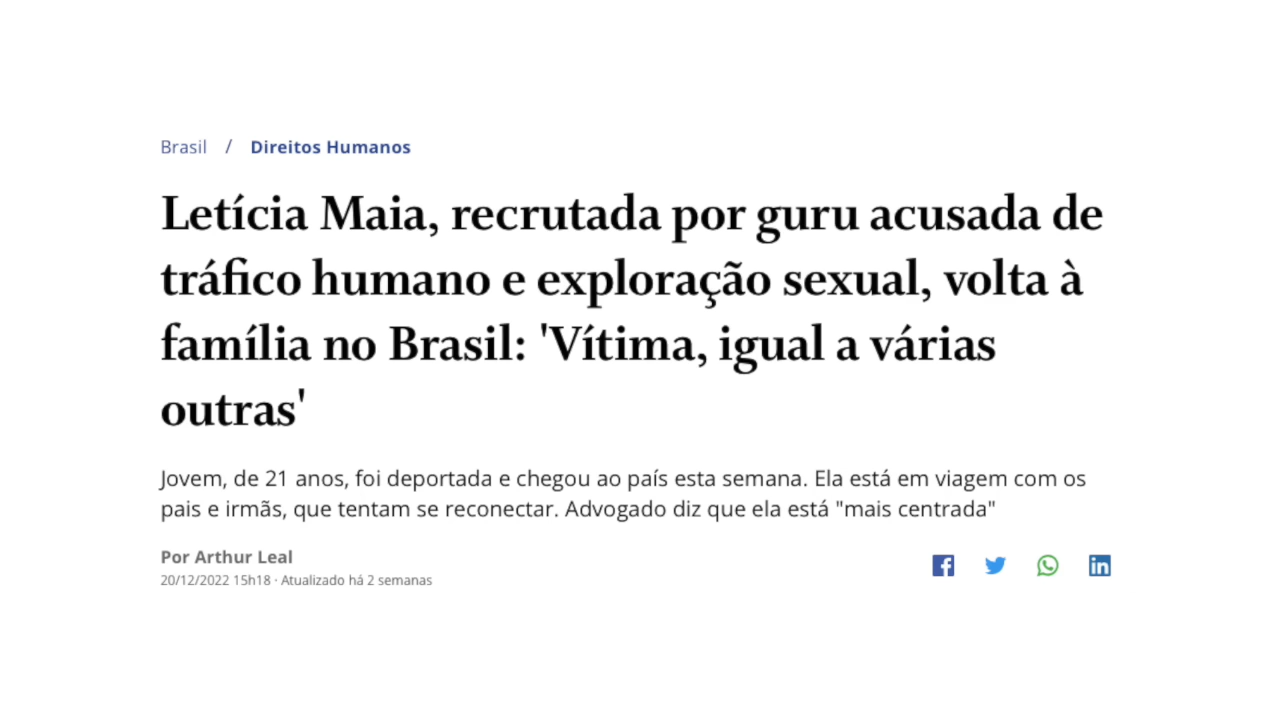 Brasil / Direitos Humanos
Letícia Maia, recrutada por guru acusada de
tráfico humano e exploração sexual, volta à
família no Brasil: 'Vítima, igual a várias
outras'
Jovem, de 21 anos, foi deportada e chegou ao país esta semana. Ela está em viagem com os
pais e irmãs, que tentam se reconectar. Advogado diz que ela está "mais centrada"
Por Arthur Leal
20/12/2022 15h18 · Atualizado há 2 semanas